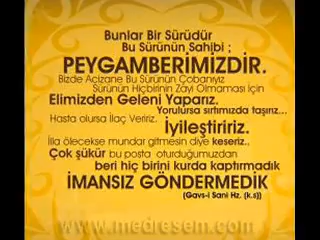 Bunlar Bir Sürüdür
Bu Sürünün Sahibi ;
PEYGAMBERİMİZDİR.
Bizde Acizane Bu Sürünün Çobanıyız
Sürünün Hiçbirinin Zayi Olmaması için
Elimizden Geleni Yaparız.
Yorulursa sırtımızda taşırız...
Hasta olursa İlaç Veririz.
İyileştiririz.
İlla ölecekse mundar gitmesin diye keseriz..
Çok şükür bu posta oturduğumuzdan
beri hiç birini kurda kaptırmadık
İMANSIZ GÖNDERMEDİK
(Gavs-i Sani Hz. (k.s))
www.medresem.com